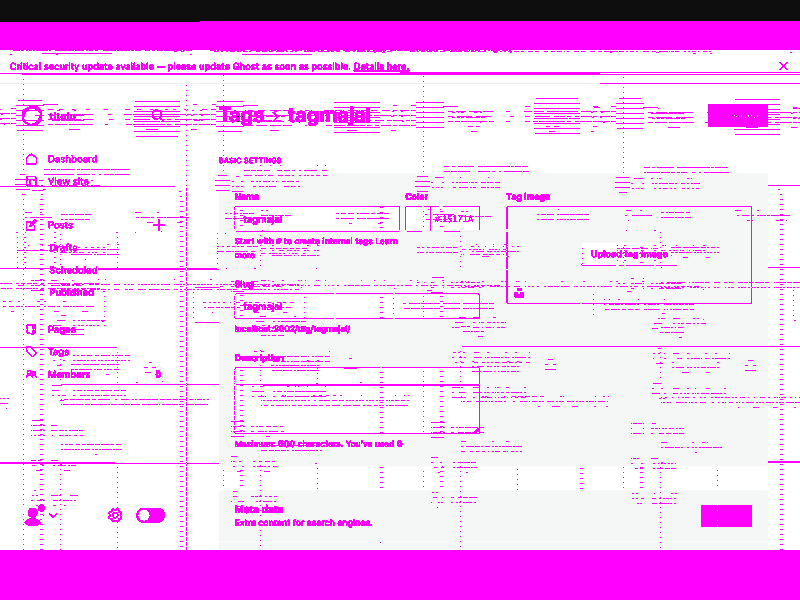 Critical security update available — please update Ghost as soon as possible. Details here.
titolo
Tags
tagmajal
Dashboard
View site
Posts
Drafts
Scheduled
Published
Pages
Tags
Members
0
BASIC SETTINGS
Name
Color
Tag image
tagmajal
#15171A
Start with # to create internal tags Learn
more
Upload tag image
Slug
tagmajal
localhost:3002/tag/tagmajal/
Description
Maximum: 500 characters. You've used 0
Meta data
Extra content for search engines.